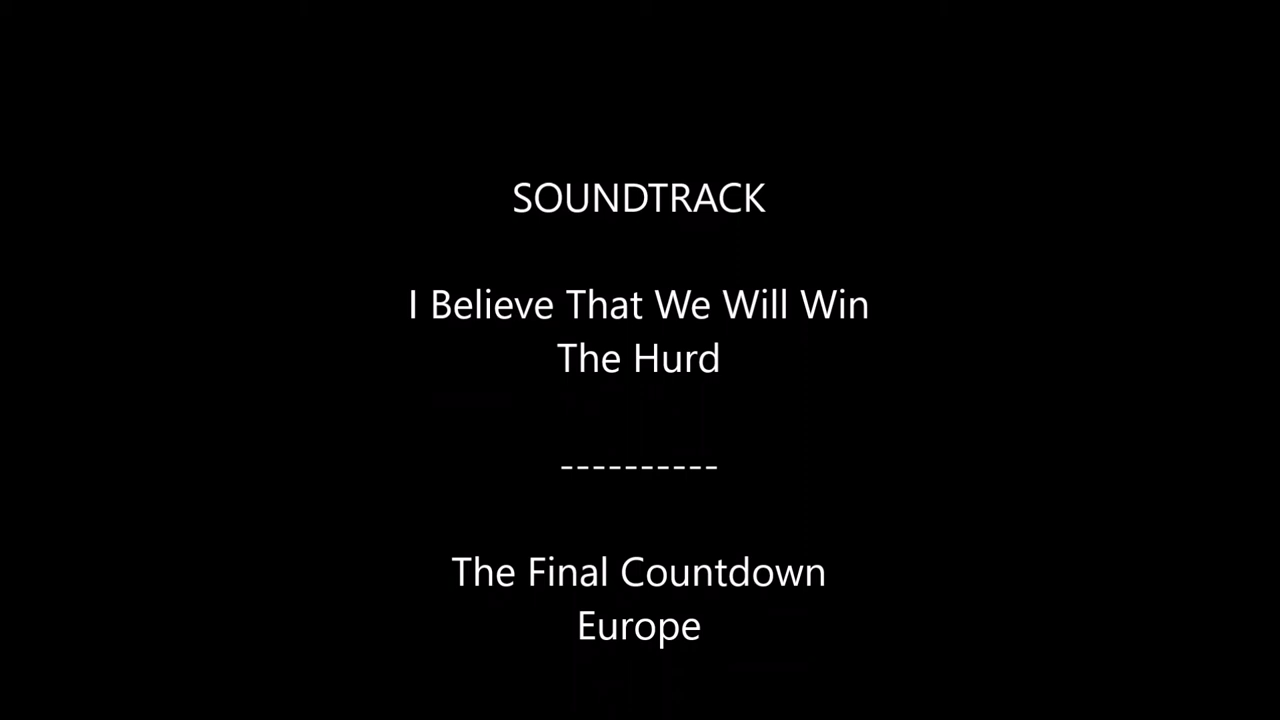 SOUNDTRACK
I Believe That We Will Win
The Hurd
----------
The Final Countdown
Europe